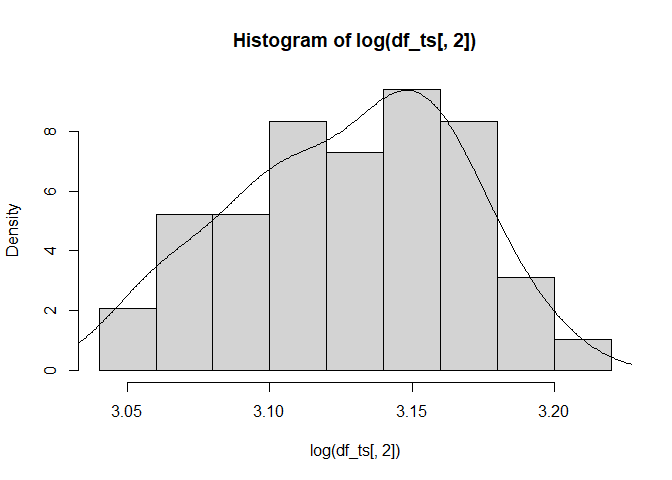 Histogram of log(df_ts[, 2])
Density
8
6
4
2
0
3.05 3.10 3.15 3.20
log(df_ts[, 2])